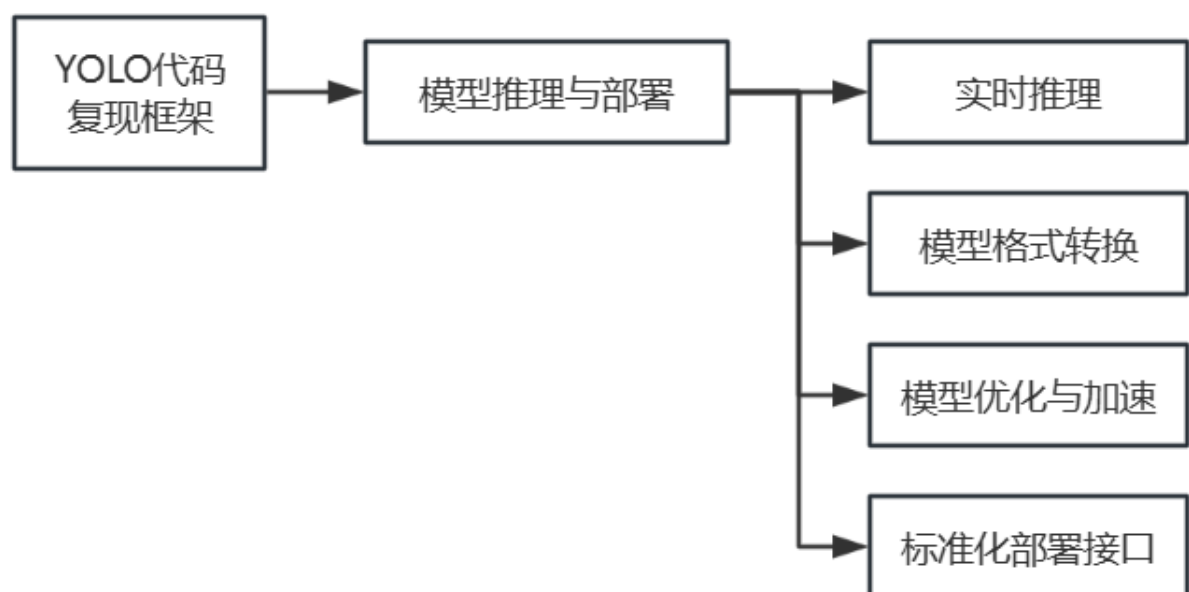 YOLO代码
复现框架
模型推理与部署
实时推理
模型格式转换
模型优化与加速
标准化部署接口